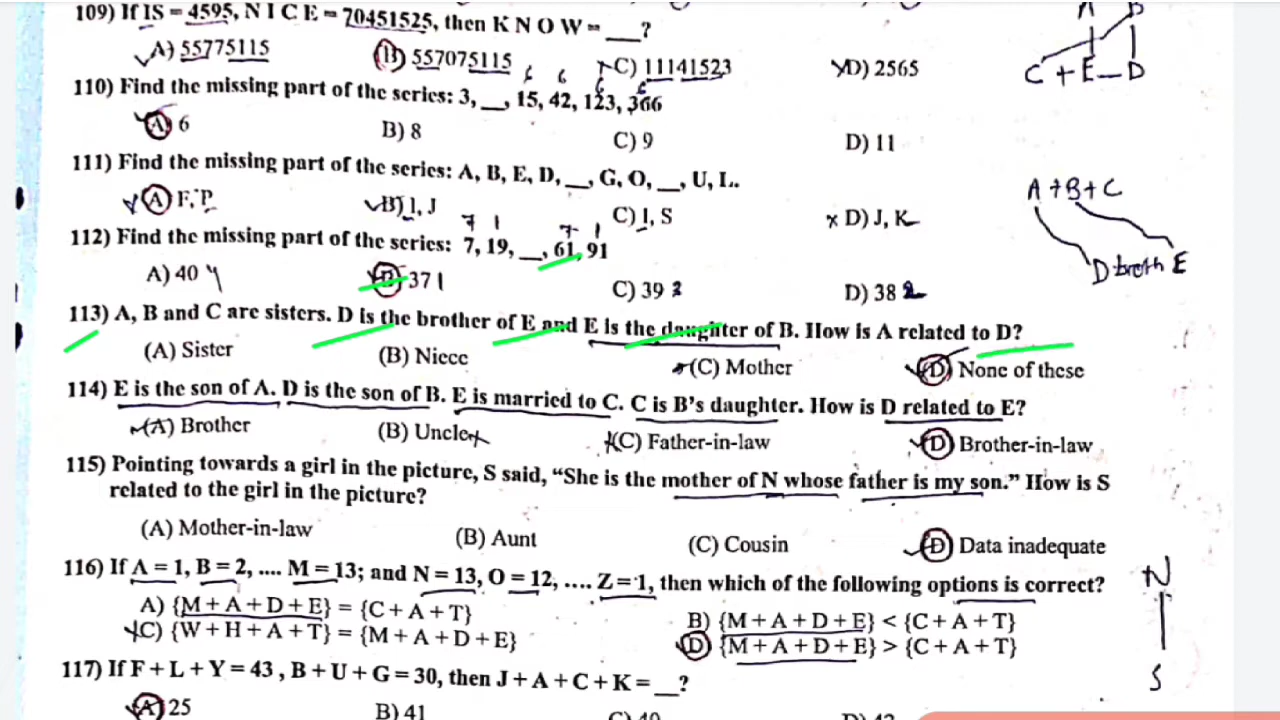 109) If IS = 4595, N I C E = 70451525, then K N O W = ___?
A) 55775115 B) 557075115 C) 11141523 D) 2565
110) Find the missing part of the series: 3, __, 15, 42, 123, 366
A) 6 B) 8 C) 9 D) 11
111) Find the missing part of the series: A, B, E, D, __, G, O, __, U, L..
A) F, P B) I, J C) I, S D) J, K
112) Find the missing part of the series: 7, 19, __, 61, 91
A) 40 B) 37 C) 39 D) 38
113) A, B and C are sisters. D is the brother of E and E is the daughter of B. How is A related to D?
(A) Sister (B) Niece (C) Mother (D) None of these
114) E is the son of A. D is the son of B. E is married to C. C is B's daughter. How is D related to E?
(A) Brother (B) Uncle (C) Father-in-law (D) Brother-in-law
115) Pointing towards a girl in the picture, S said, "She is the mother of N whose father is my son." How is S
related to the girl in the picture?
(A) Mother-in-law (B) Aunt (C) Cousin (D) Data inadequate
116) If A = 1, B = 2, .... M = 13; and N = 13, O = 12, .... Z = 1, then which of the following options is correct?
A) {M + A + D + E} = {C + A + T} B) {M + A + D + E} < {C + A + T}
C) {W + H + A + T} = {M + A + D + E} D) {M + A + D + E} > {C + A + T}
117) If F + L + Y = 43 , B + U + G = 30, then J + A + C + K = __?
A) 25 B) 41
C + E - D
A + B + C
D broth E
N
S